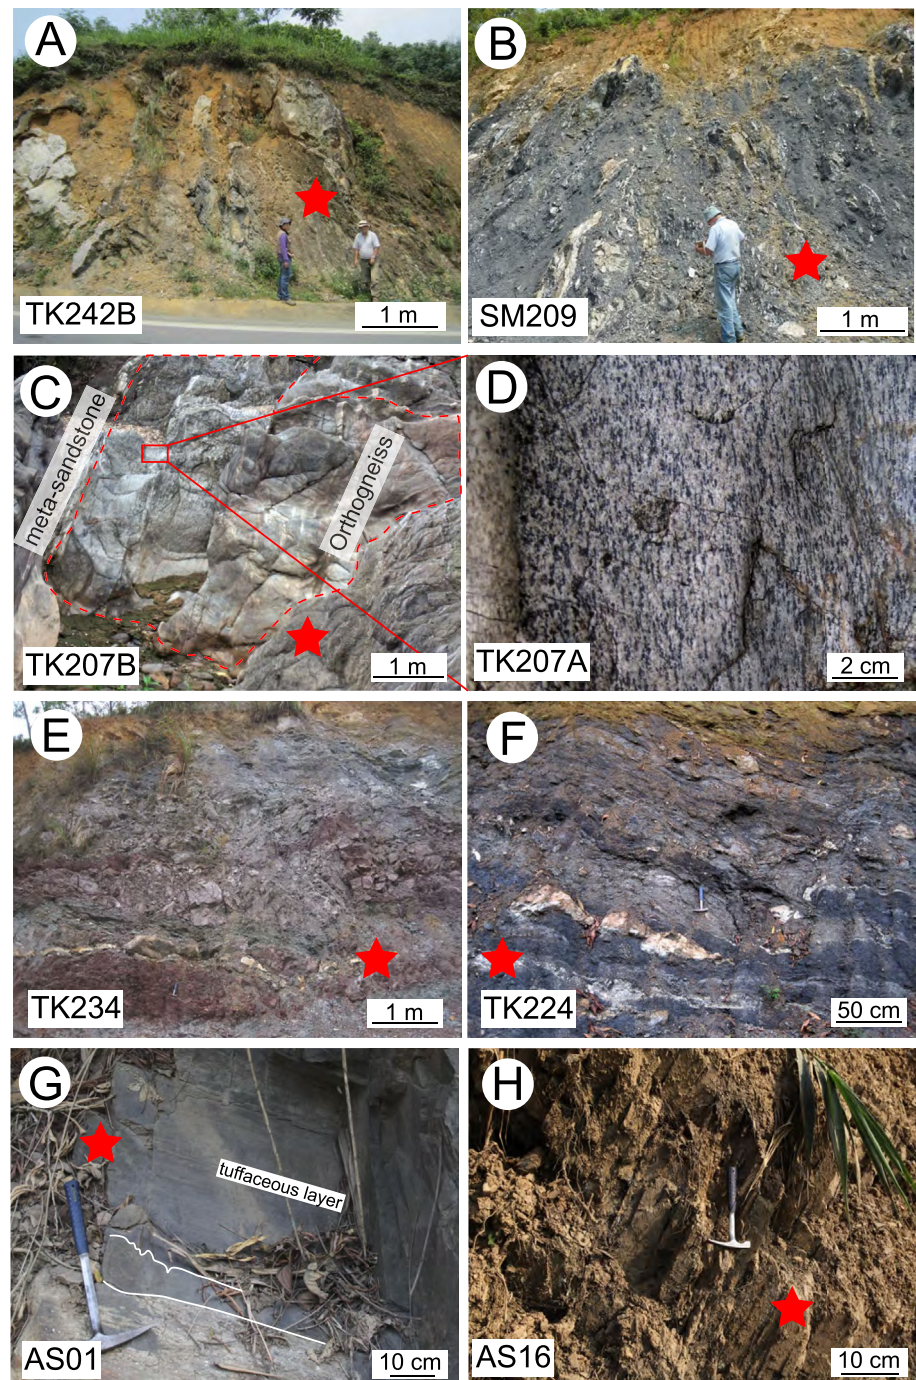 A
TK242B
1 m
B
SM209
1 m
C
meta-sandstone
Orthogneiss
TK207B
1 m
D
TK207A
2 cm
E
TK234
1 m
F
TK224
50 cm
G
tuffaceous layer
AS01
10 cm
H
AS16
10 cm